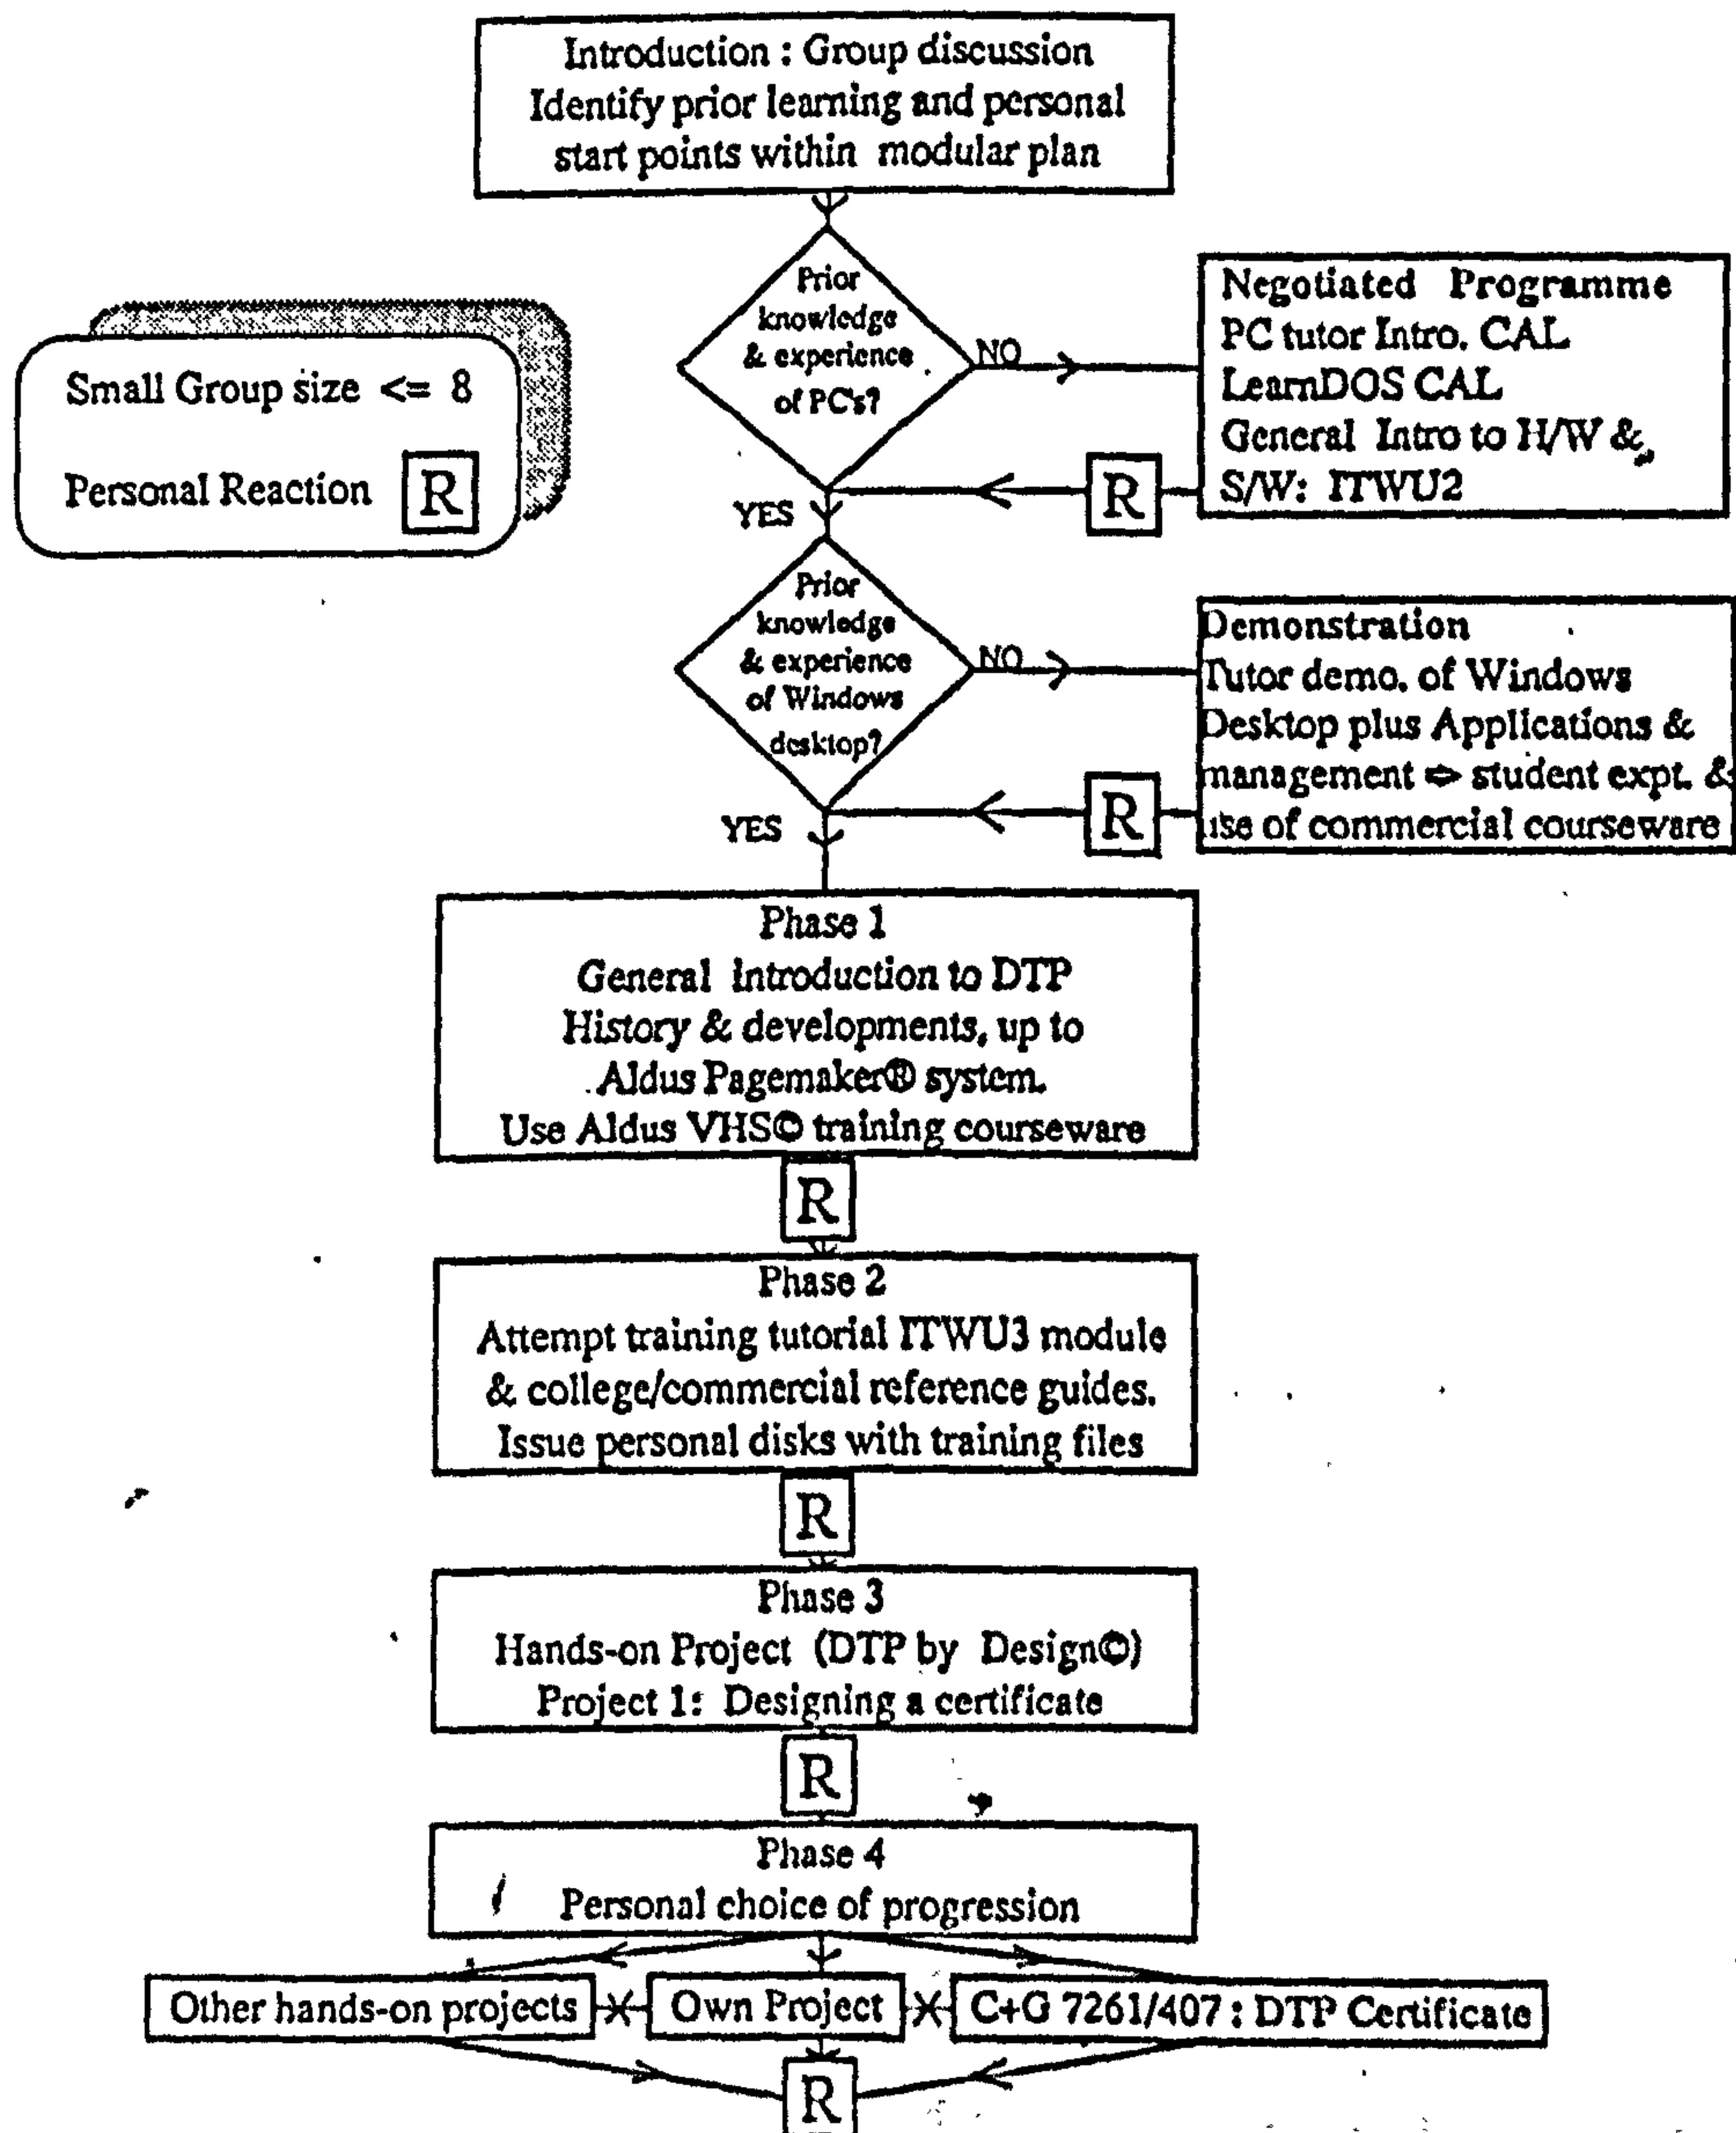 Introduction : Group discussion
Identify prior learning and personal
start points within modular plan
Prior
knowledge
& experience
of PC's?
NO
Negotiated Programme
PC tutor Intro. CAL
LearnDOS CAL
General Intro to H/W &
S/W: ITWU2
R
YES
Small Group size <= 8
Personal Reaction R
Prior
knowledge
& experience
of Windows
desktop?
NO
Demonstration
Tutor demo. of Windows
Desktop plus Applications &
management ⇔ student expt. &
use of commercial courseware
R
YES
Phase 1
General Introduction to DTP
History & developments, up to
Aldus Pagemaker® system.
Use Aldus VHS© training courseware
R
Phase 2
Attempt training tutorial ITWU3 module
& college/commercial reference guides.
Issue personal disks with training files
R
Phase 3
Hands-on Project (DTP by Design©)
Project 1: Designing a certificate
R
Phase 4
Personal choice of progression
Other hands-on projects
Own Project
C+G 7261/407 : DTP Certificate
R